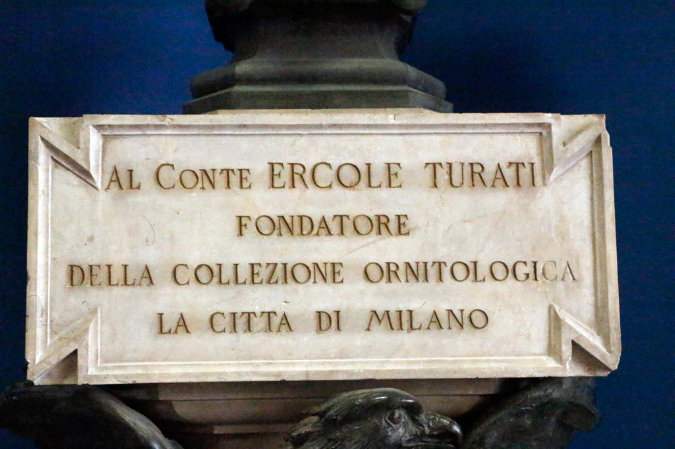 AL CONTE ERCOLE TURATI
FONDATORE
DELLA COLLEZIONE ORNITOLOGICA
LA CITTA DI MILANO